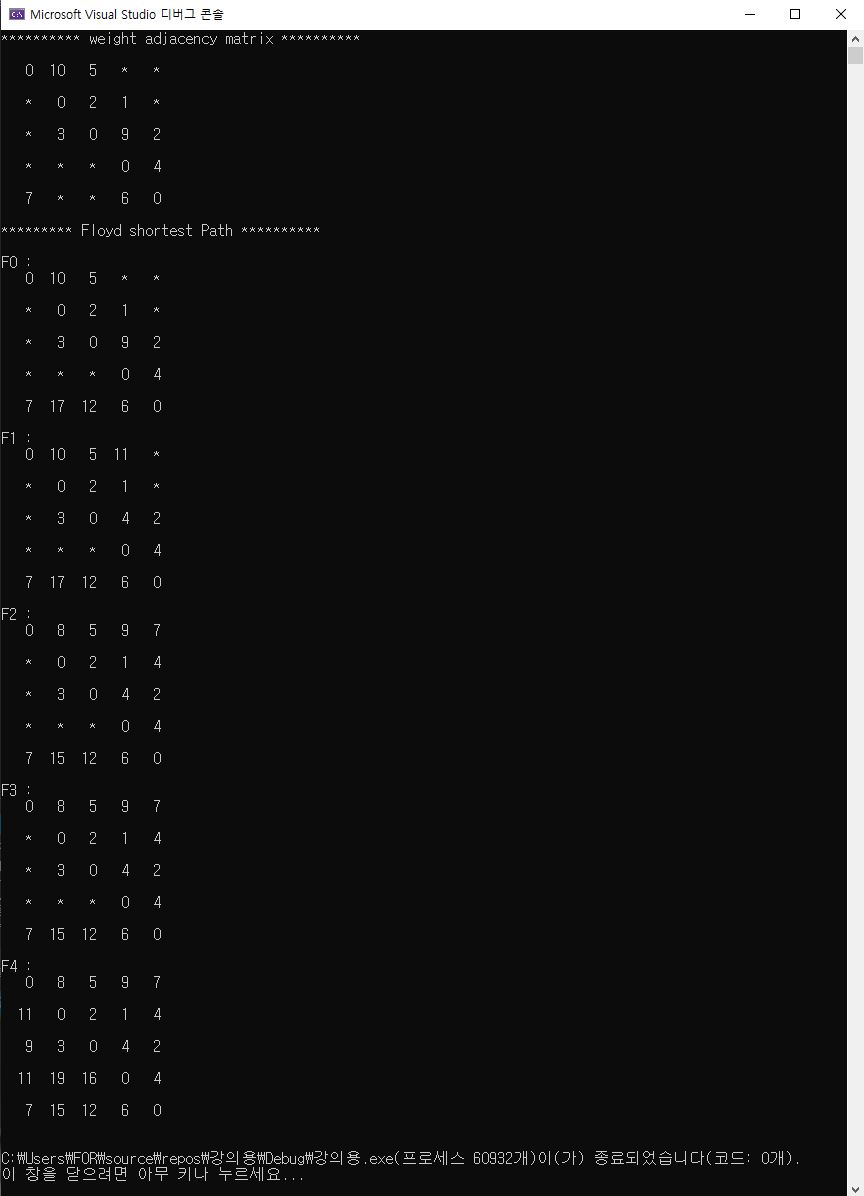 Microsoft Visual Studio 디버그 콘솔
********** weight adjacency matrix **********
0 10 5 * *
* 0 2 1 *
* 3 0 9 2
* * * 0 4
7 * * 6 0
********* Floyd shortest Path **********
F0 :
0 10 5 * *
* 0 2 1 *
* 3 0 9 2
* * * 0 4
7 17 12 6 0
F1 :
0 10 5 11 *
* 0 2 1 *
* 3 0 4 2
* * * 0 4
7 17 12 6 0
F2 :
0 8 5 9 7
* 0 2 1 4
* 3 0 4 2
* * * 0 4
7 15 12 6 0
F3 :
0 8 5 9 7
* 0 2 1 4
* 3 0 4 2
* * * 0 4
7 15 12 6 0
F4 :
0 8 5 9 7
11 0 2 1 4
9 3 0 4 2
11 19 16 0 4
7 15 12 6 0
C:₩Users₩FOR₩source₩repos₩강의용₩Debug₩강의용.exe(프로세스 60932개)이(가) 종료되었습니다(코드: 0개).
이 창을 닫으려면 아무 키나 누르세요...